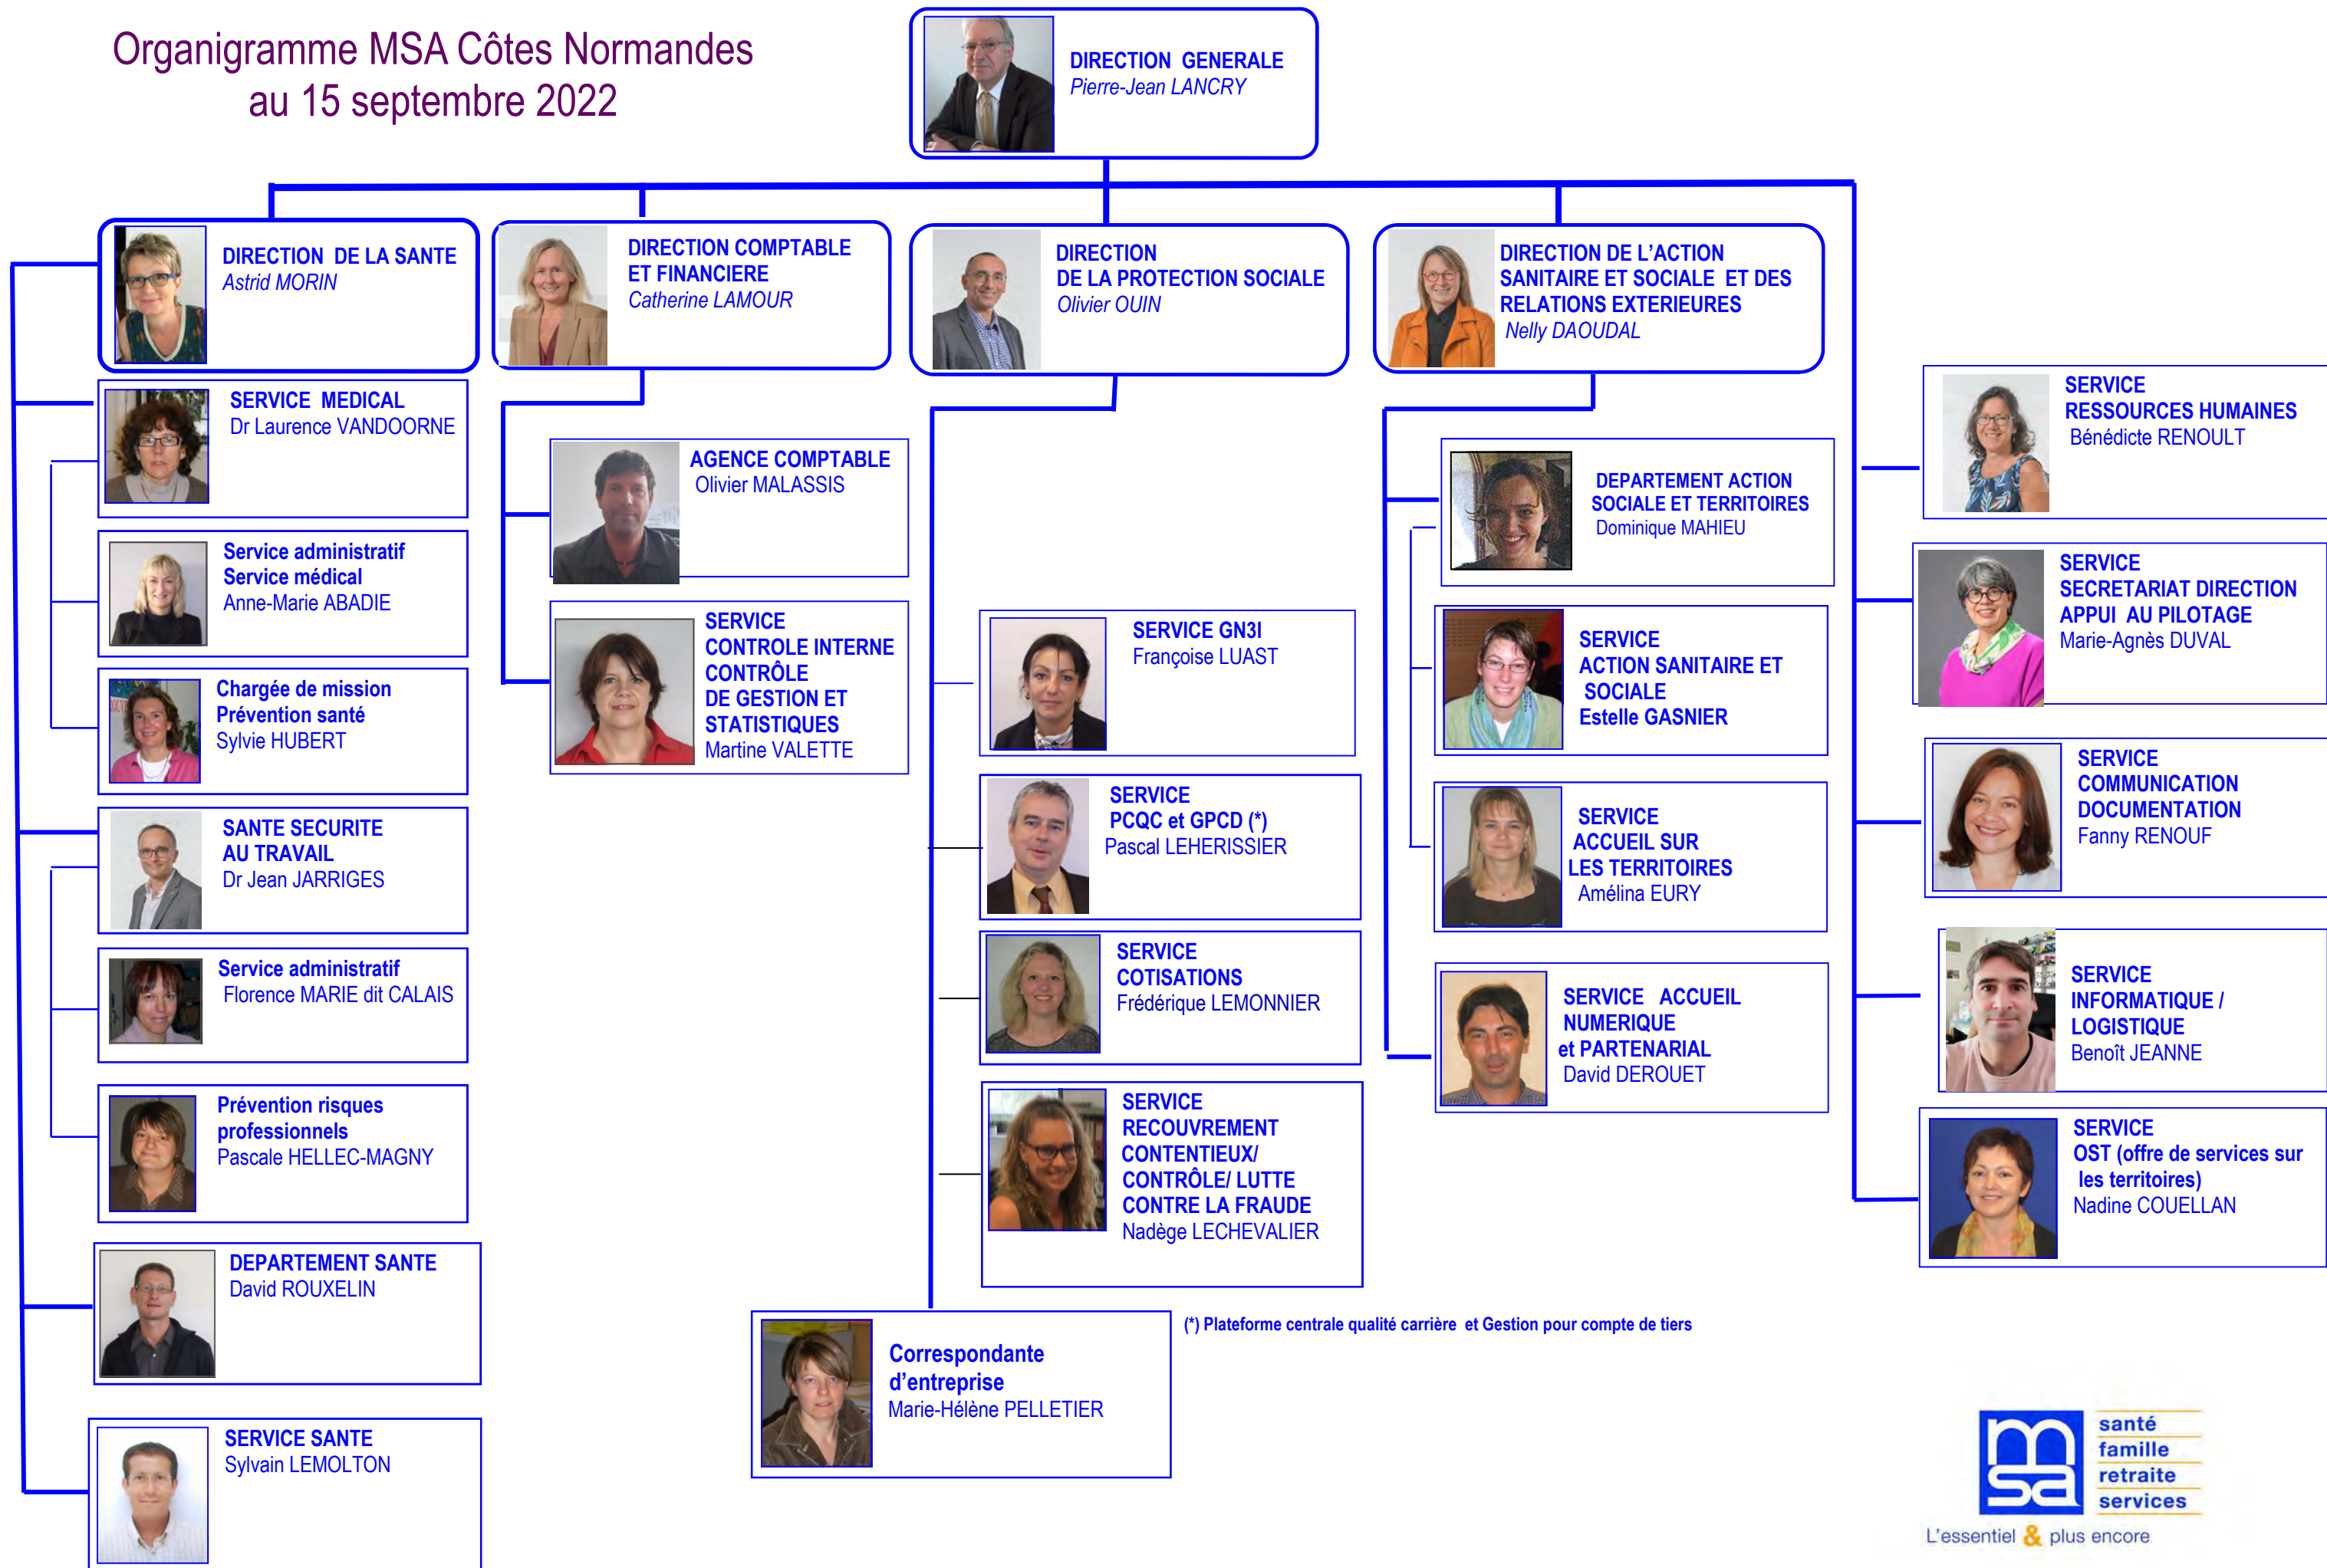 Organigramme MSA Côtes Normandes
au 15 septembre 2022
DIRECTION GENERALE
Pierre-Jean LANCRY
DIRECTION DE LA SANTE
Astrid MORIN
SERVICE MEDICAL
Dr Laurence VANDOORNE
Service administratif
Service médical
Anne-Marie ABADIE
Chargée de mission
Prévention santé
Sylvie HUBERT
SANTE SECURITE
AU TRAVAIL
Dr Jean JARRIGES
Service administratif
Florence MARIE dit CALAIS
Prévention risques
professionnels
Pascale HELLEC-MAGNY
DEPARTEMENT SANTE
David ROUXELIN
SERVICE SANTE
Sylvain LEMOLTON
DIRECTION COMPTABLE
ET FINANCIERE
Catherine LAMOUR
AGENCE COMPTABLE
Olivier MALASSIS
SERVICE
CONTROLE INTERNE
CONTRÔLE
DE GESTION ET
STATISTIQUES
Martine VALETTE
DIRECTION
DE LA PROTECTION SOCIALE
Olivier OUIN
SERVICE GN3I
Françoise LUAST
SERVICE
PCQC et GPCD (*)
Pascal LEHERISSIER
SERVICE
COTISATIONS
Frédérique LEMONNIER
SERVICE
RECOUVREMENT
CONTENTIEUX/
CONTRÔLE/ LUTTE
CONTRE LA FRAUDE
Nadège LECHEVALIER
Correspondante
d'entreprise
Marie-Hélène PELLETIER
(*) Plateforme centrale qualité carrière et Gestion pour compte de tiers
DIRECTION DE L'ACTION
SANITAIRE ET SOCIALE ET DES
RELATIONS EXTERIEURES
Nelly DAOUDAL
DEPARTEMENT ACTION
SOCIALE ET TERRITOIRES
Dominique MAHIEU
SERVICE
ACTION SANITAIRE ET
SOCIALE
Estelle GASNIER
SERVICE
ACCUEIL SUR
LES TERRITOIRES
Amélina EURY
SERVICE ACCUEIL
NUMERIQUE
et PARTENARIAL
David DEROUET
SERVICE
RESSOURCES HUMAINES
Bénédicte RENOULT
SERVICE
SECRETARIAT DIRECTION
APPUI AU PILOTAGE
Marie-Agnès DUVAL
SERVICE
COMMUNICATION
DOCUMENTATION
Fanny RENOUF
SERVICE
INFORMATIQUE /
LOGISTIQUE
Benoît JEANNE
SERVICE
OST (offre de services sur
les territoires)
Nadine COUELLAN
msa
santé
famille
retraite
services
L'essentiel & plus encore